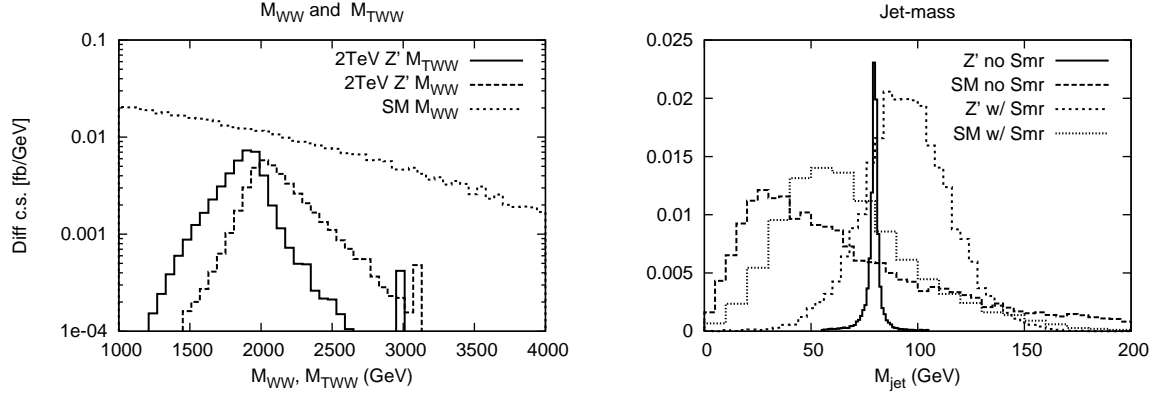 M_WW and M_TWW
Diff c.s. [fb/GeV]
0.1
0.01
0.001
1e-04
1000 1500 2000 2500 3000 3500 4000
M_WW, M_TWW (GeV)
2TeV Z' M_TWW
2TeV Z' M_WW
SM M_WW
Jet-mass
0.025
0.02
0.015
0.01
0.005
0
0 50 100 150 200
M_jet (GeV)
Z' no Smr
SM no Smr
Z' w/ Smr
SM w/ Smr